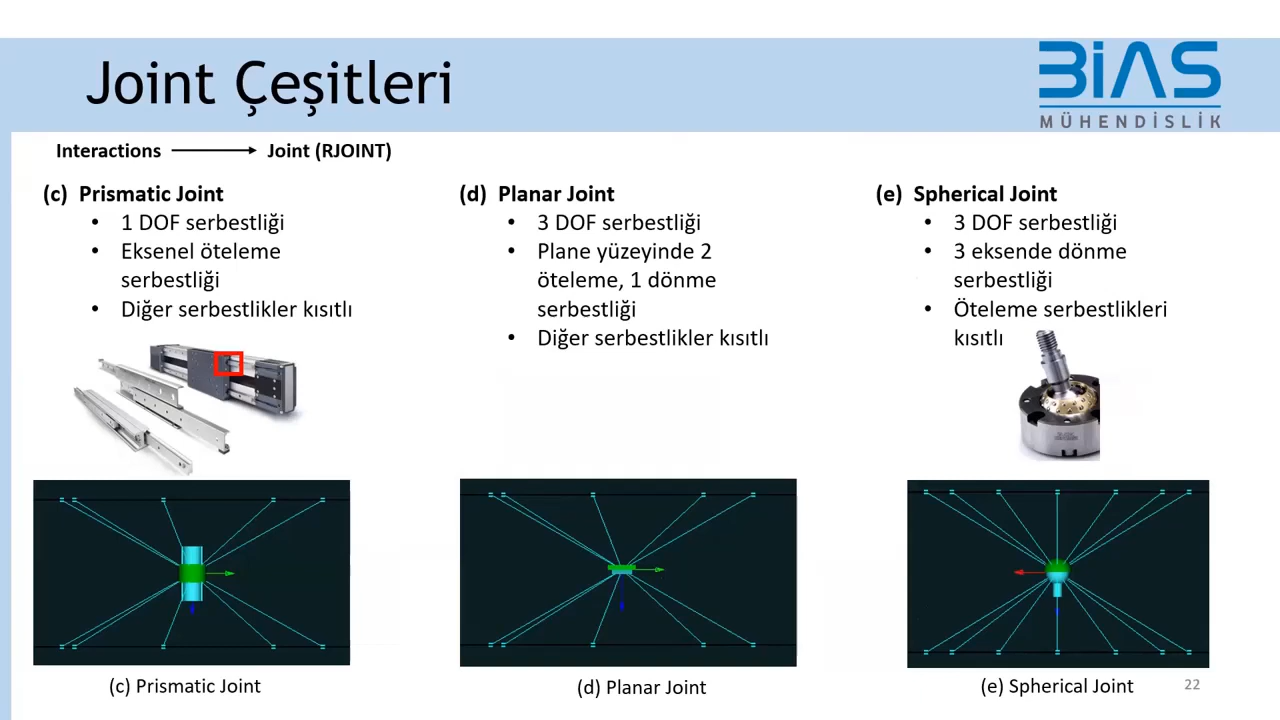 Joint Çeşitleri
BiAS
MÜHENDİSLİK
Interactions
Joint (RJOINT)
(c) Prismatic Joint
• 1 DOF serbestliği
• Eksenel öteleme
serbestliği
• Diğer serbestlikler kısıtlı
(d) Planar Joint
• 3 DOF serbestliği
• Plane yüzeyinde 2
öteleme, 1 dönme
serbestliği
• Diğer serbestlikler kısıtlı
(e) Spherical Joint
• 3 DOF serbestliği
• 3 eksende dönme
serbestliği
• Öteleme serbestlikleri
kısıtlı
(c) Prismatic Joint
(d) Planar Joint
(e) Spherical Joint
22